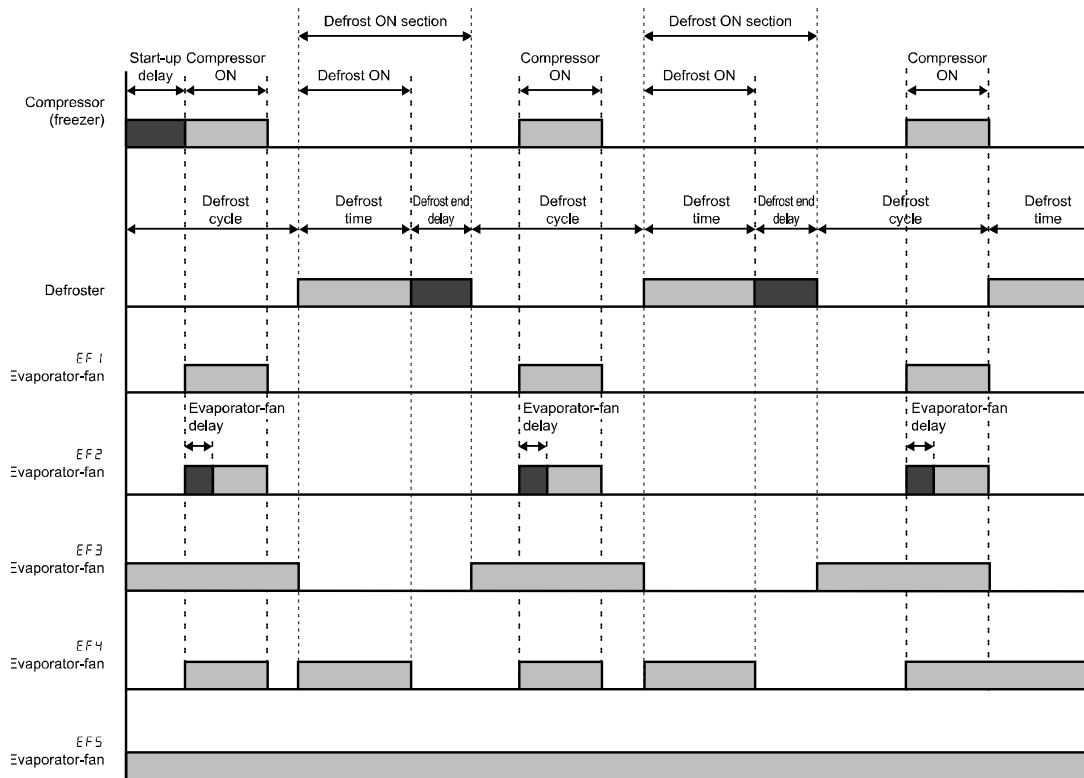 Defrost ON section
Defrost ON section
Start-up
delay
Compressor
ON
Defrost ON
Compressor
ON
Defrost ON
Compressor
ON
Compressor
(freezer)
Defrost
cycle
Defrost
time
Defrost end
delay
Defrost
cycle
Defrost
time
Defrost end
delay
Defrost
cycle
Defrost
time
Defroster
EF1
Evaporator-fan
Evaporator-fan
delay
Evaporator-fan
delay
Evaporator-fan
delay
EF2
Evaporator-fan
EF3
Evaporator-fan
EF4
Evaporator-fan
EF5
Evaporator-fan